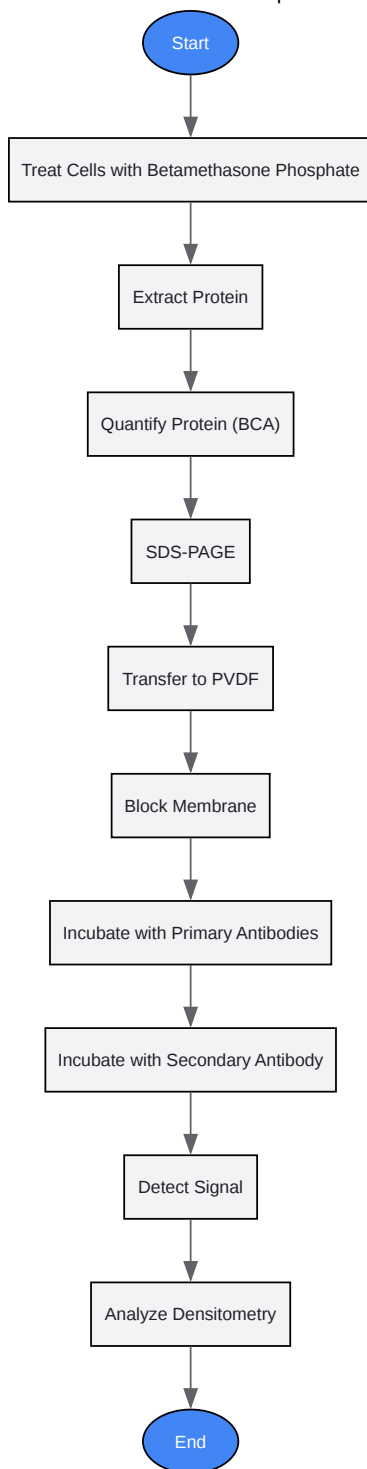 Start
Treat Cells with Betamethasone Phosphate
Extract Protein
Quantify Protein (BCA)
SDS-PAGE
Transfer to PVDF
Block Membrane
Incubate with Primary Antibodies
Incubate with Secondary Antibody
Detect Signal
Analyze Densitometry
End